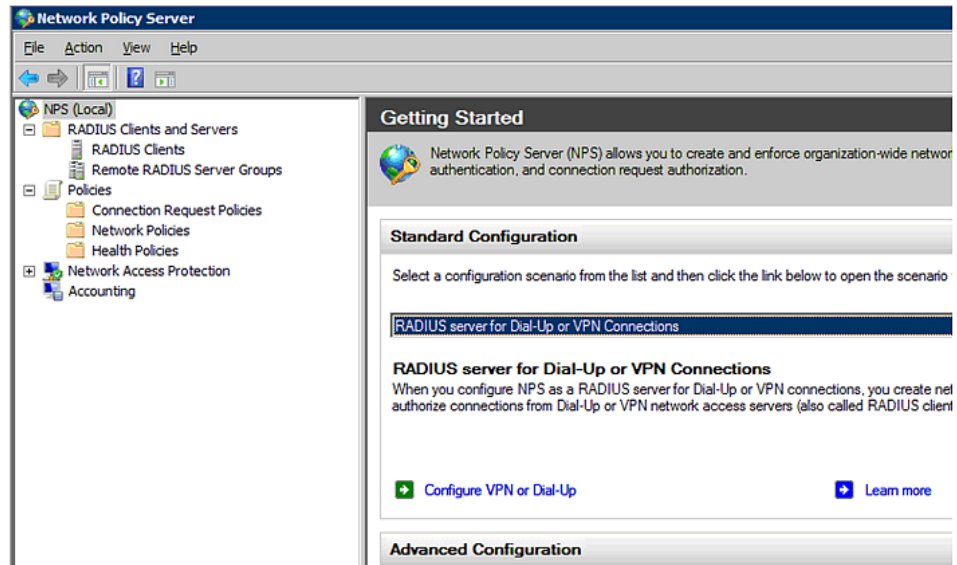 Network Policy Server
File Action View Help
NPS (Local)
RADIUS Clients and Servers
RADIUS Clients
Remote RADIUS Server Groups
Policies
Connection Request Policies
Network Policies
Health Policies
Network Access Protection
Accounting
Getting Started
Network Policy Server (NPS) allows you to create and enforce organization-wide networ
authentication, and connection request authorization.
Standard Configuration
Select a configuration scenario from the list and then click the link below to open the scenario
RADIUS server for Dial-Up or VPN Connections
RADIUS server for Dial-Up or VPN Connections
When you configure NPS as a RADIUS server for Dial-Up or VPN connections, you create net
authorize connections from Dial-Up or VPN network access servers (also called RADIUS client
Configure VPN or Dial-Up
Learn more
Advanced Configuration